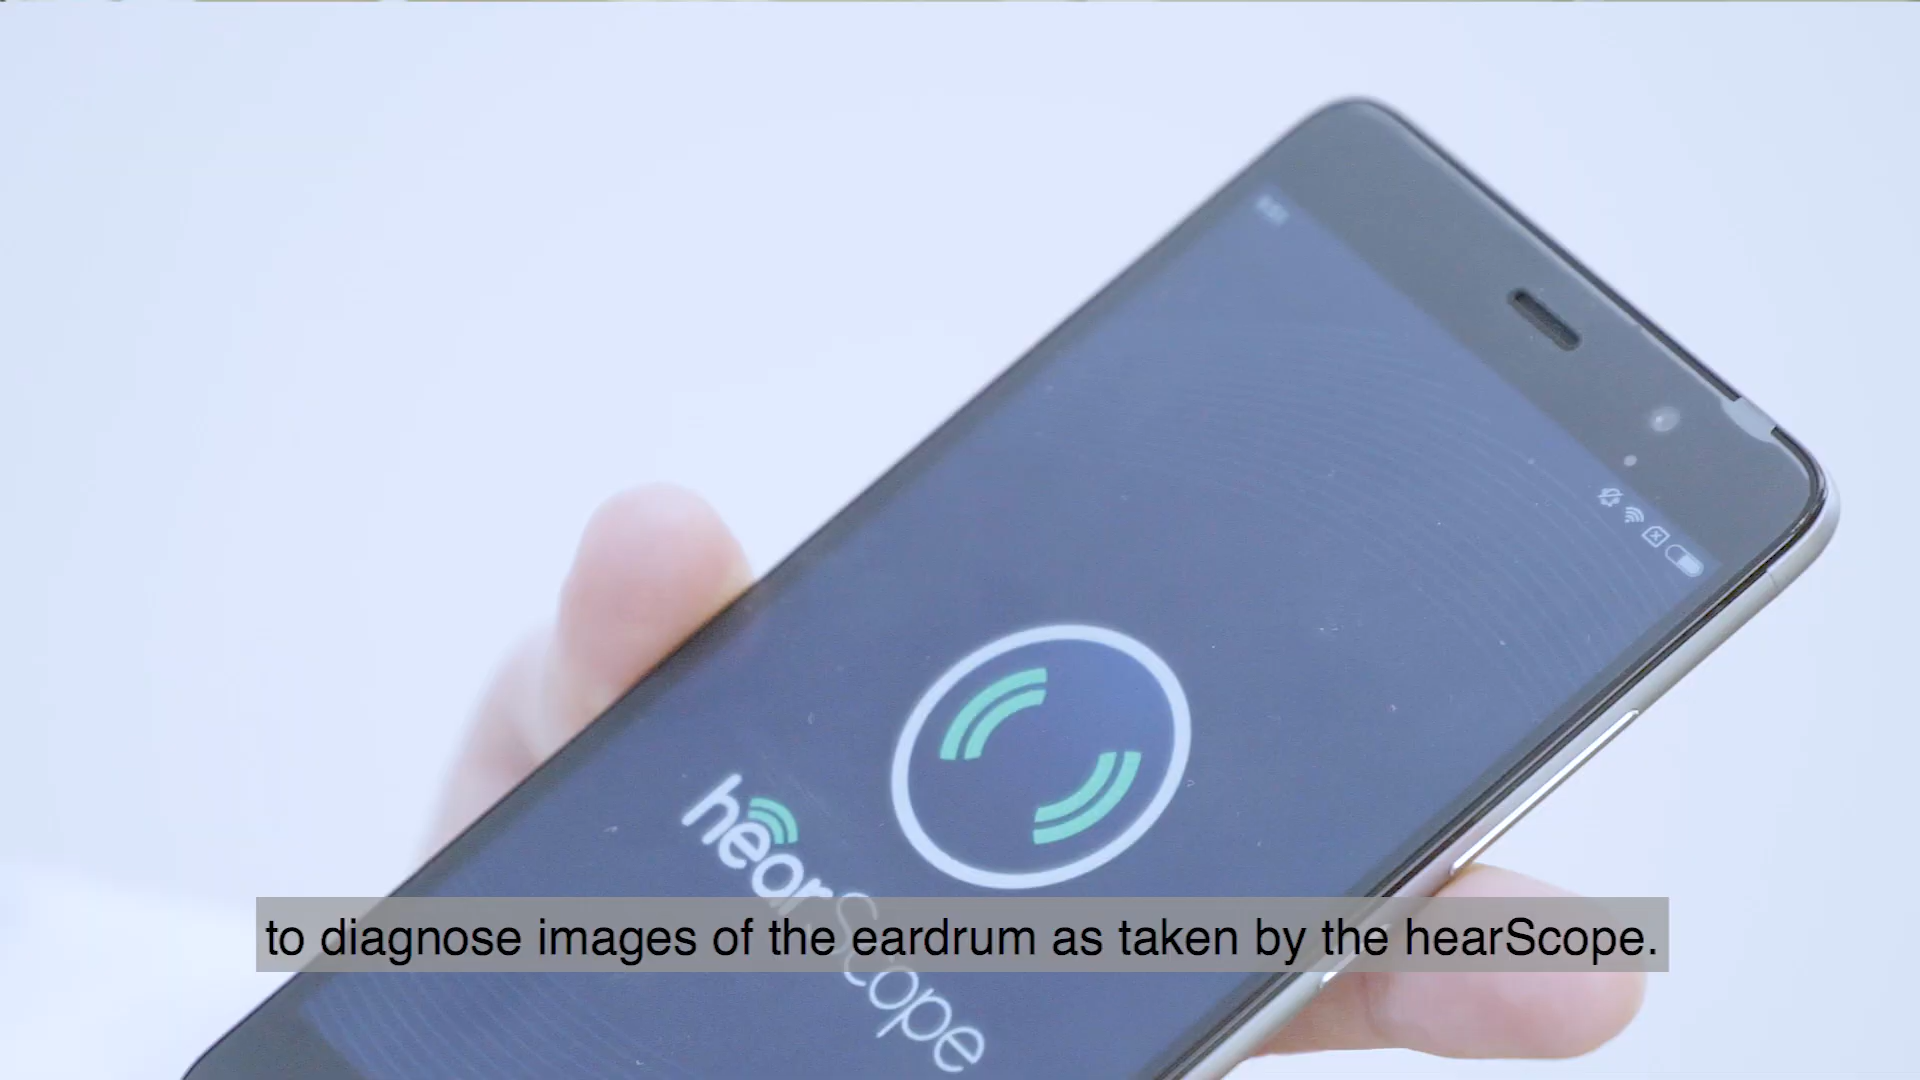 hearScope
to diagnose images of the eardrum as taken by the hearScope.